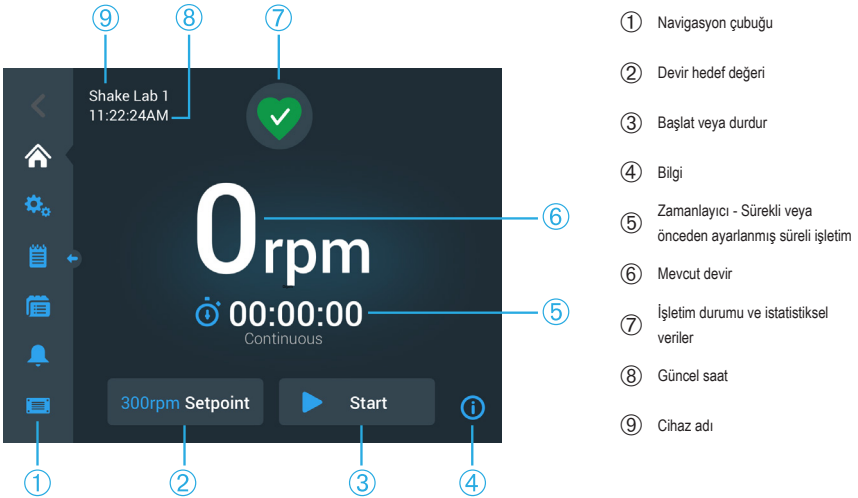 ⑨ ⑧ ⑦
Shake Lab 1
11:22:24AM
0rpm
⑥
00:00:00
⑤
Continuous
300rpm Setpoint
Start
① ② ③ ④
① Navigasyon çubuğu
② Devir hedef değeri
③ Başlat veya durdur
④ Bilgi
⑤ Zamanlayıcı - Sürekli veya
önceden ayarlanmış süreli işletim
⑥ Mevcut devir
⑦ İşletim durumu ve istatistiksel
veriler
⑧ Güncel saat
⑨ Cihaz adı